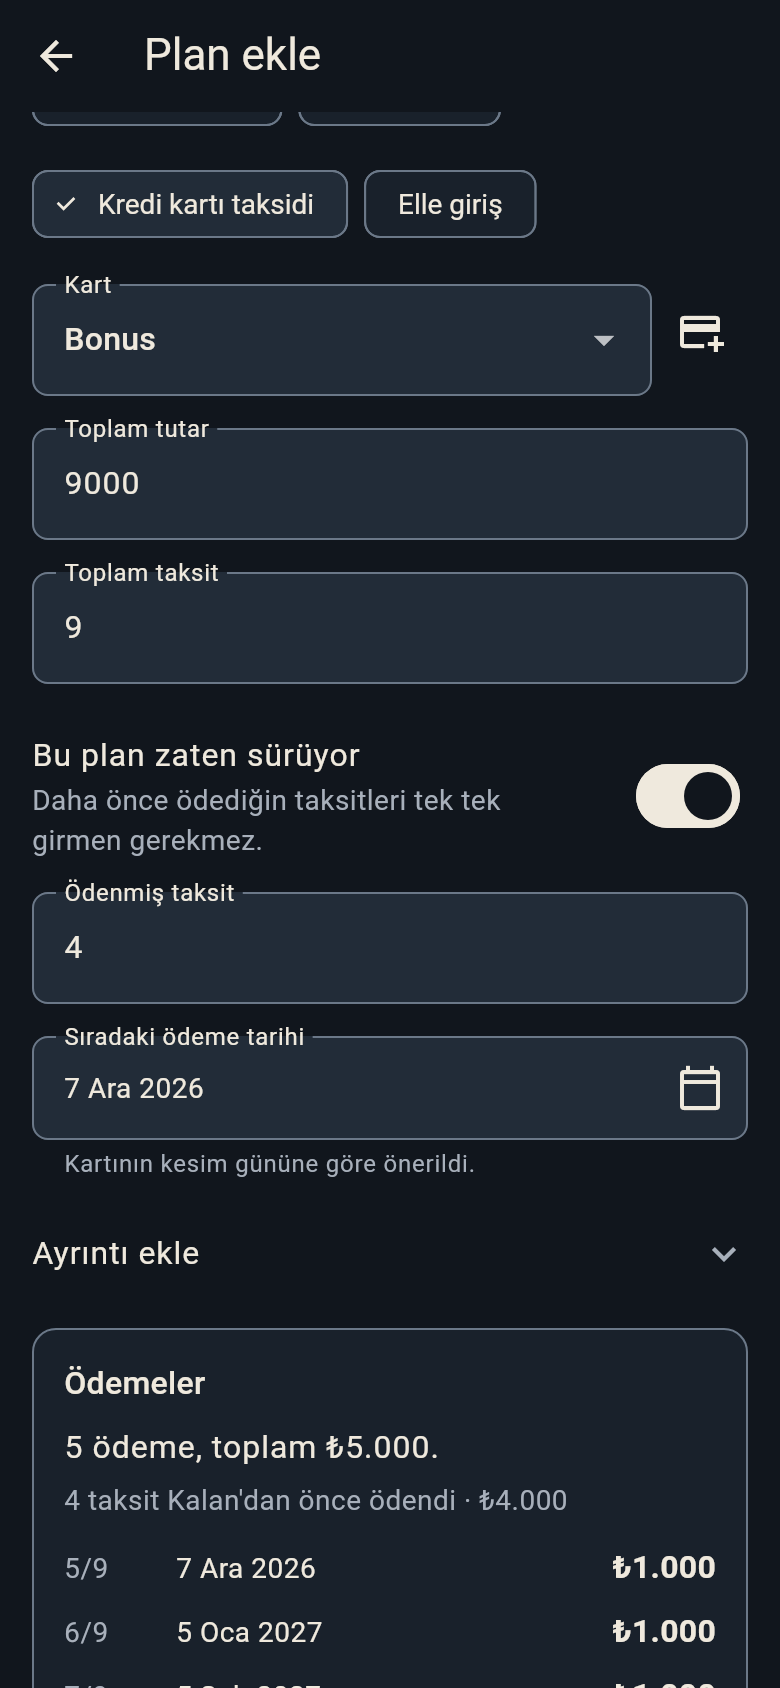 Plan ekle
Kredi kartı taksidi
Elle giriş
Kart
Bonus
Toplam tutar
9000
Toplam taksit
9
Bu plan zaten sürüyor
Daha önce ödediğin taksitleri tek tek
girmen gerekmez.
Ödenmiş taksit
4
Sıradaki ödeme tarihi
7 Ara 2026
Kartının kesim gününe göre önerildi.
Ayrıntı ekle
Ödemeler
5 ödeme, toplam ₺5.000.
4 taksit Kalan'dan önce ödendi · ₺4.000
5/9 7 Ara 2026 ₺1.000
6/9 5 Oca 2027 ₺1.000